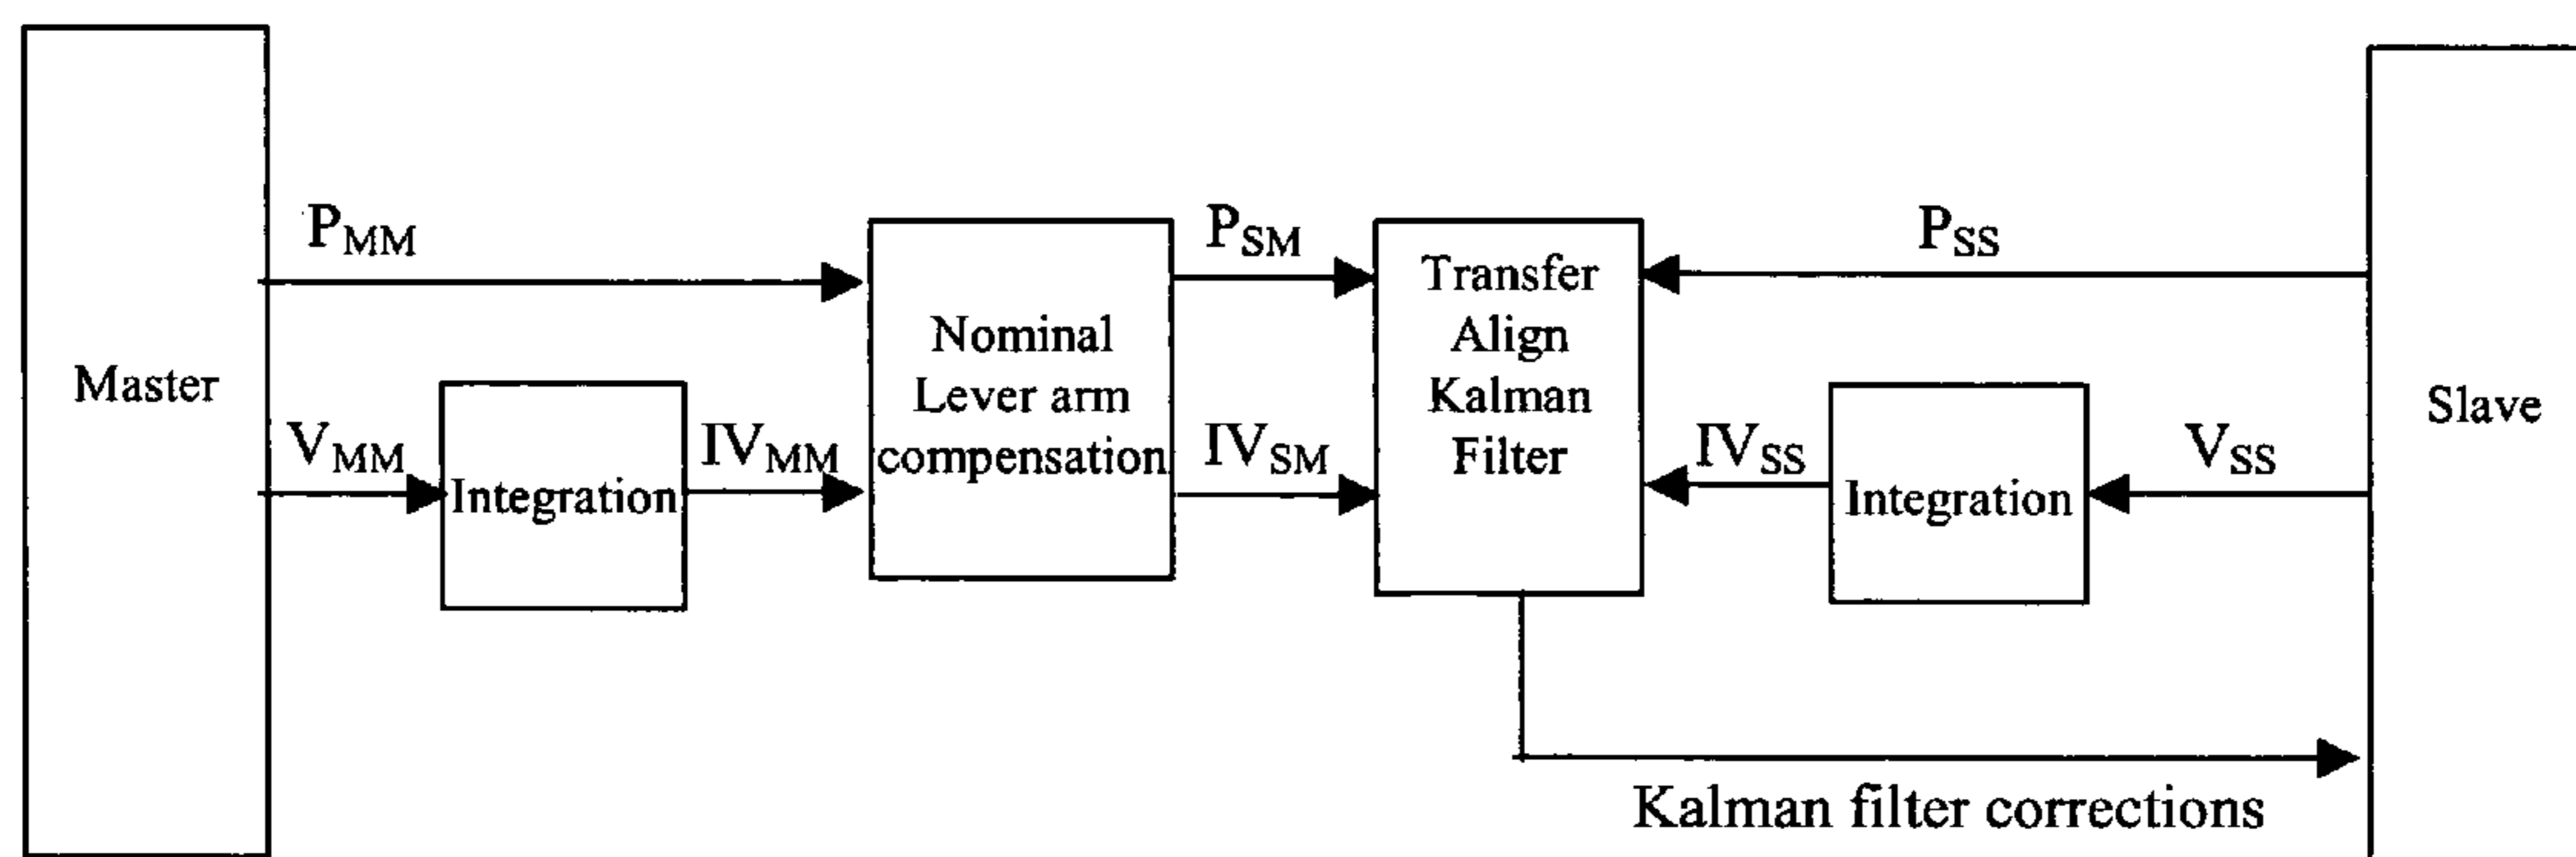 Master
P_MM
V_MM
Integration
IV_MM
Nominal
Lever arm
compensation
P_SM
IV_SM
Transfer
Align
Kalman
Filter
P_SS
IV_SS
Integration
V_SS
Slave
Kalman filter corrections